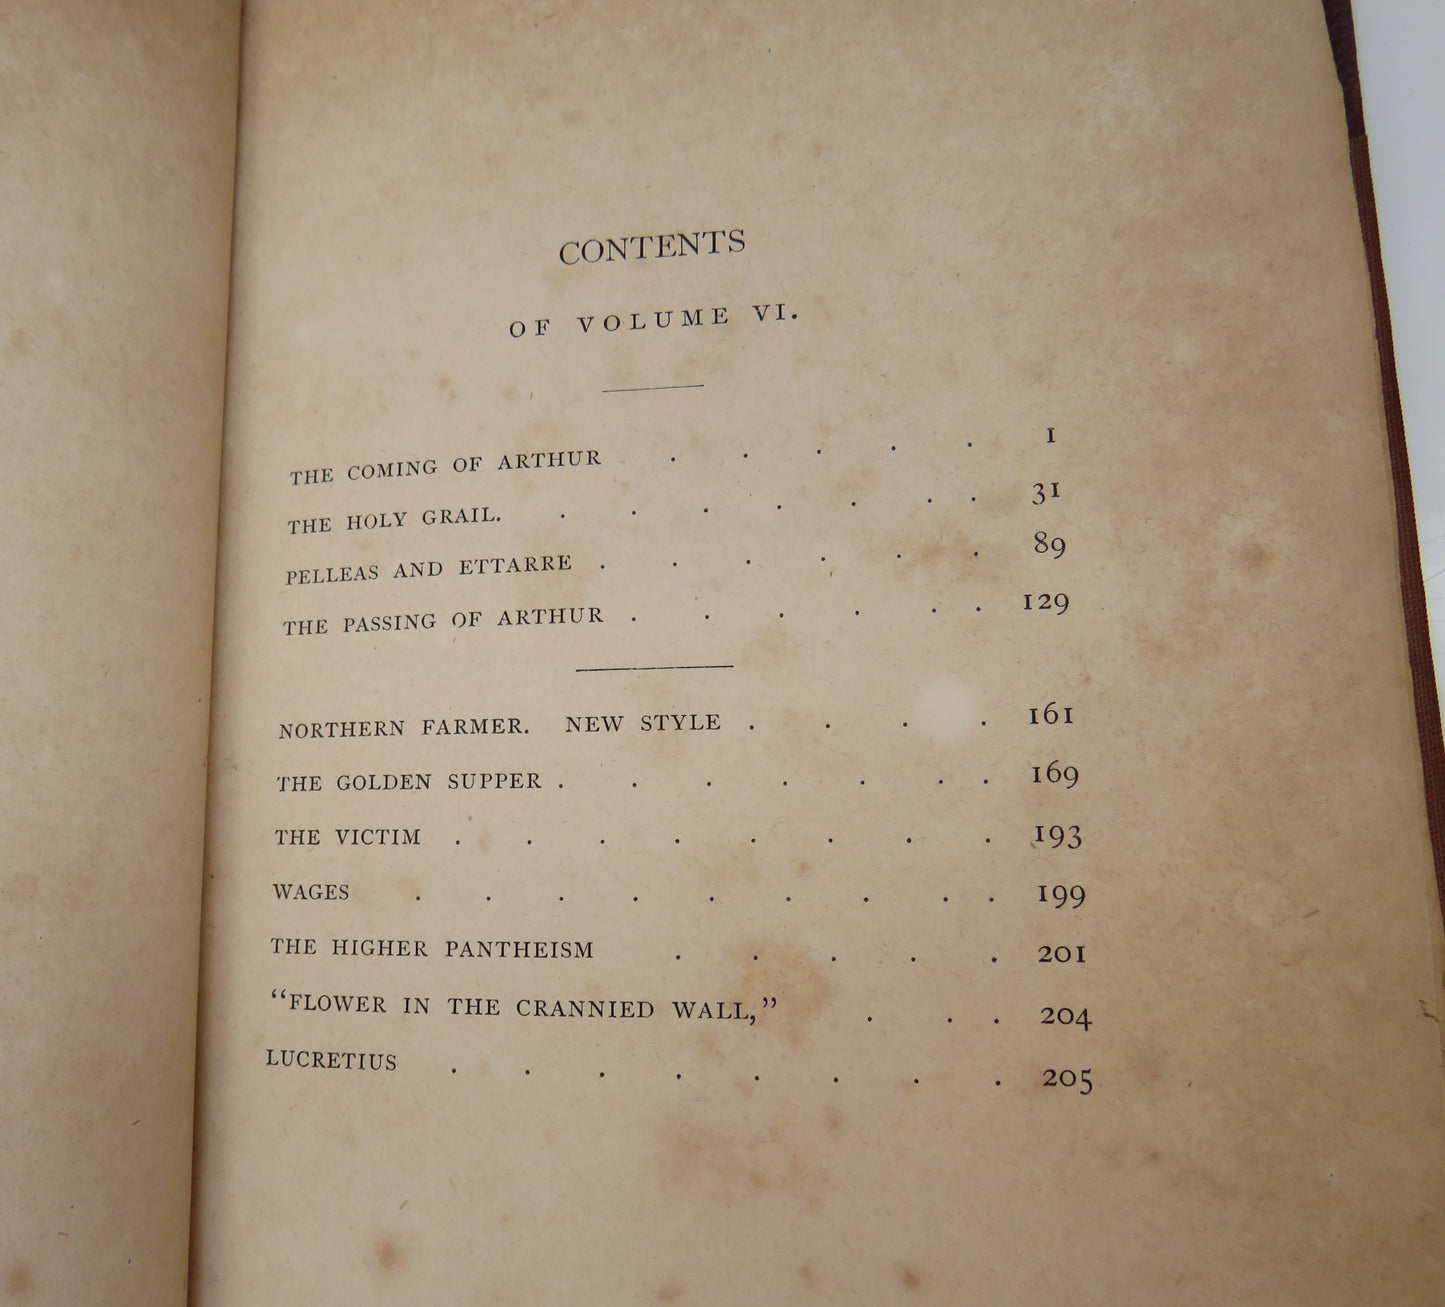 CONTENTS
OF VOLUME VI.
THE COMING OF ARTHUR . . . . . 1
THE HOLY GRAIL. . . . . . . . 31
PELLEAS AND ETTARRE . . . . . . 89
THE PASSING OF ARTHUR . . . . . . 129
NORTHERN FARMER. NEW STYLE . . . . 161
THE GOLDEN SUPPER . . . . . . . 169
THE VICTIM . . . . . . . . 193
WAGES . . . . . . . . . 199
THE HIGHER PANTHEISM . . . . . 201
“FLOWER IN THE CRANNIED WALL,” . . . 204
LUCRETIUS . . . . . . . . 205